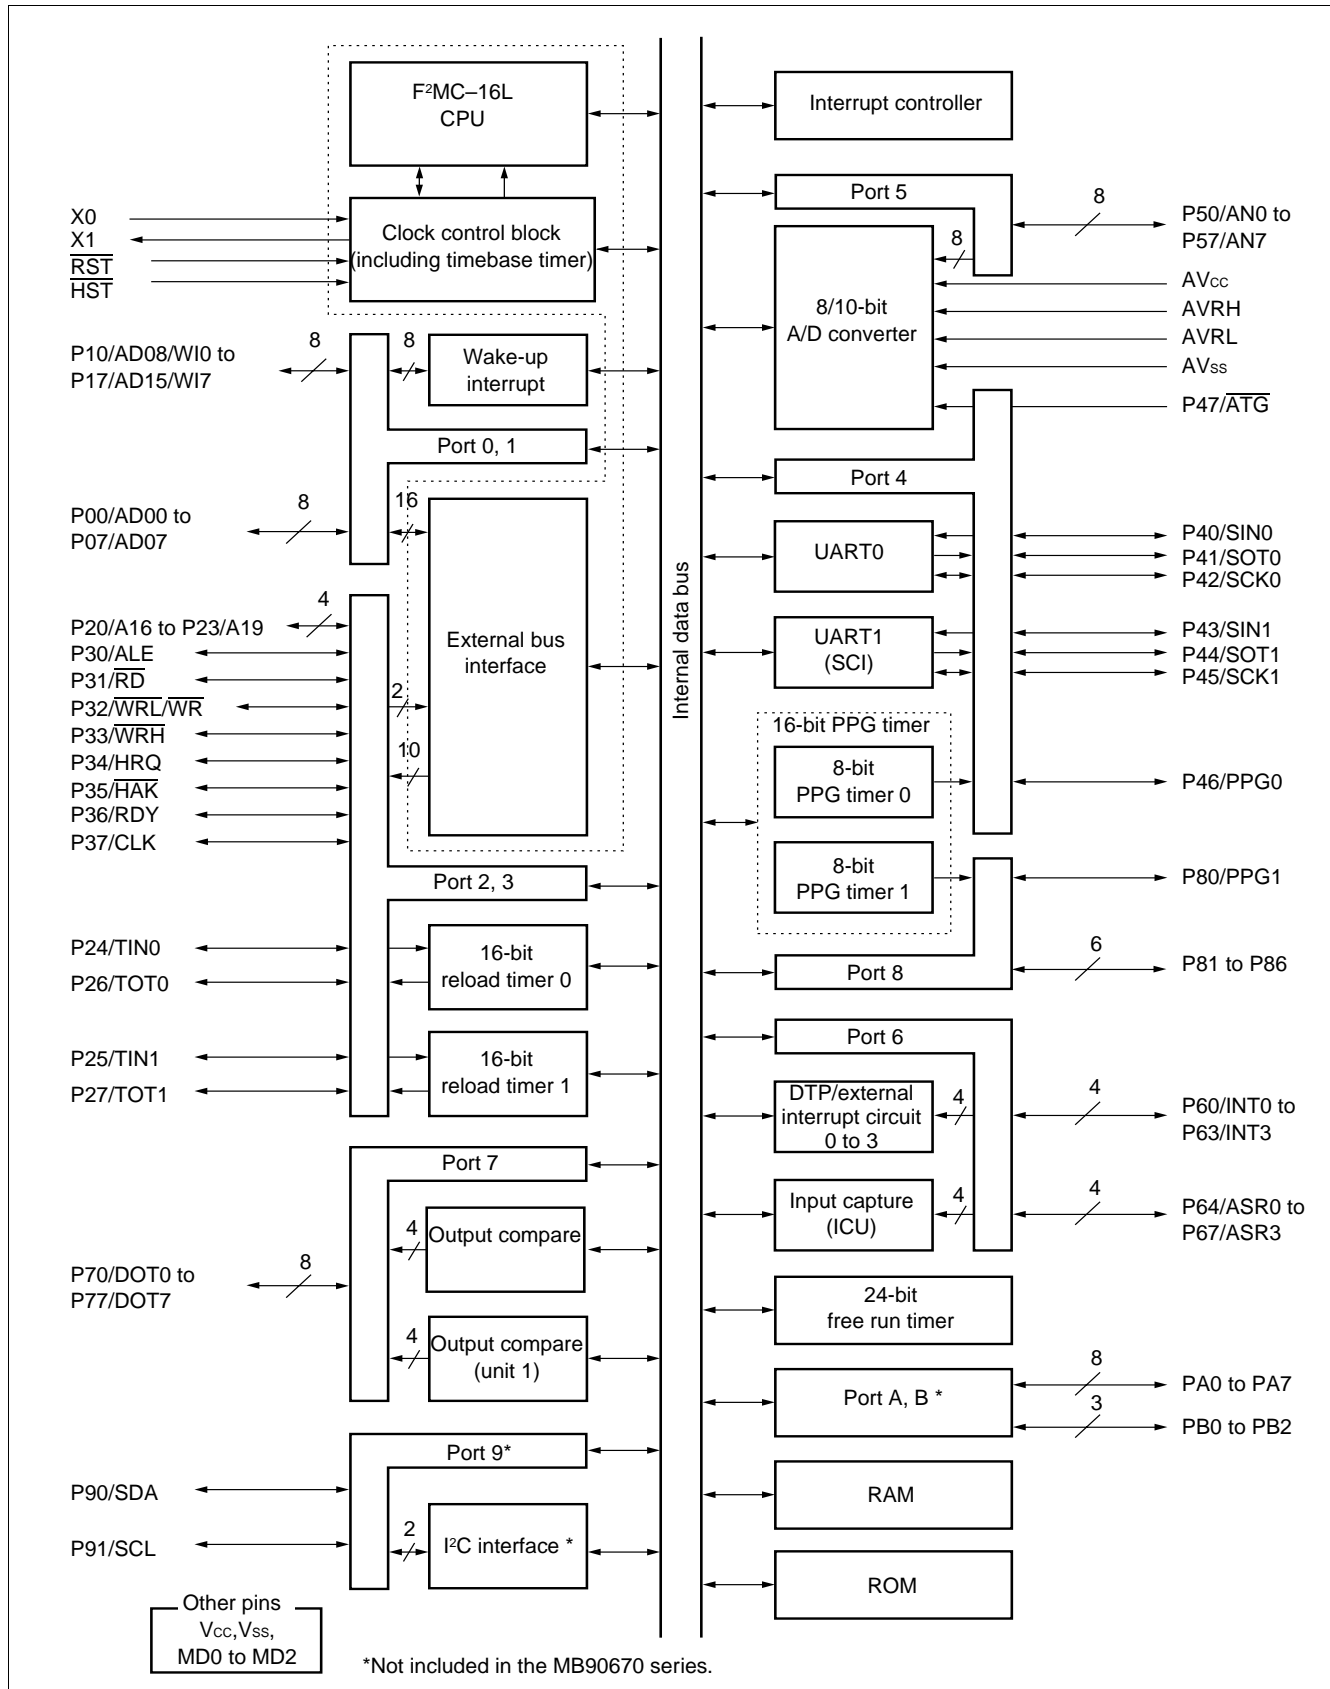 F²MC–16L
CPU
X0
X1
RST
HST
Clock control block
(including timebase timer)
P10/AD08/WI0 to
P17/AD15/WI7
8
8
Wake-up
interrupt
Port 0, 1
P00/AD00 to
P07/AD07
8
16
External bus
interface
P20/A16 to P23/A19
4
P30/ALE
P31/RD
P32/WRL/WR
2
P33/WRH
P34/HRQ
10
P35/HAK
P36/RDY
P37/CLK
Port 2, 3
P24/TIN0
P26/TOT0
16-bit
reload timer 0
P25/TIN1
P27/TOT1
16-bit
reload timer 1
Port 7
4
Output compare
P70/DOT0 to
P77/DOT7
8
4
Output compare
(unit 1)
Port 9*
P90/SDA
P91/SCL
2
I²C interface *
Other pins
VCC,VSS,
MD0 to MD2
*Not included in the MB90670 series.
Internal data bus
Interrupt controller
Port 5
8
P50/AN0 to
P57/AN7
8
8/10-bit
A/D converter
AVCC
AVRH
AVRL
AVSS
P47/ATG
Port 4
UART0
P40/SIN0
P41/SOT0
P42/SCK0
UART1
(SCI)
P43/SIN1
P44/SOT1
P45/SCK1
16-bit PPG timer
8-bit
PPG timer 0
P46/PPG0
8-bit
PPG timer 1
P80/PPG1
6
P81 to P86
Port 8
Port 6
DTP/external
interrupt circuit
0 to 3
4
4
P60/INT0 to
P63/INT3
Input capture
(ICU)
4
4
P64/ASR0 to
P67/ASR3
24-bit
free run timer
Port A, B *
8
PA0 to PA7
3
PB0 to PB2
RAM
ROM